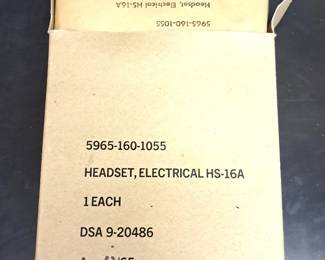 5965-160-1055
Headset, Electrical HS-16A
5965-160-1055
HEADSET, ELECTRICAL HS-16A
1 EACH
DSA 9-20486